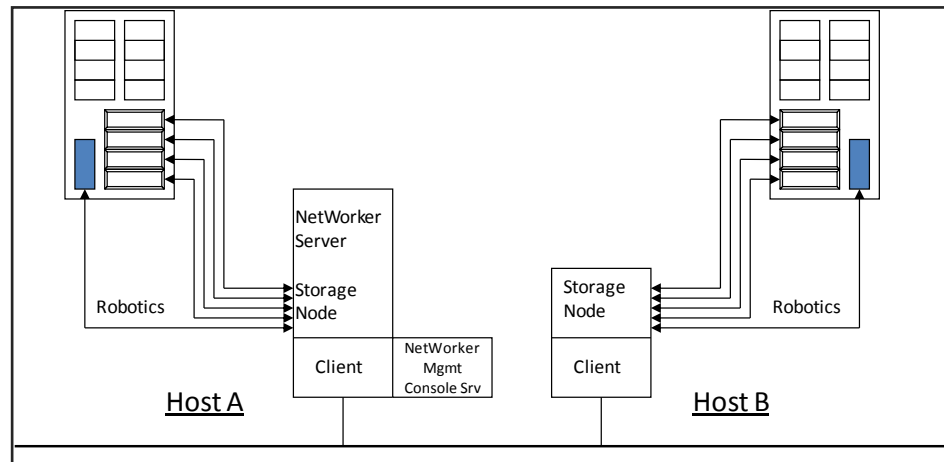 NetWorker
Server
Storage
Node
Robotics
Client
NetWorker
Mgmt
Console Srv
Host A
Storage
Node
Robotics
Client
Host B